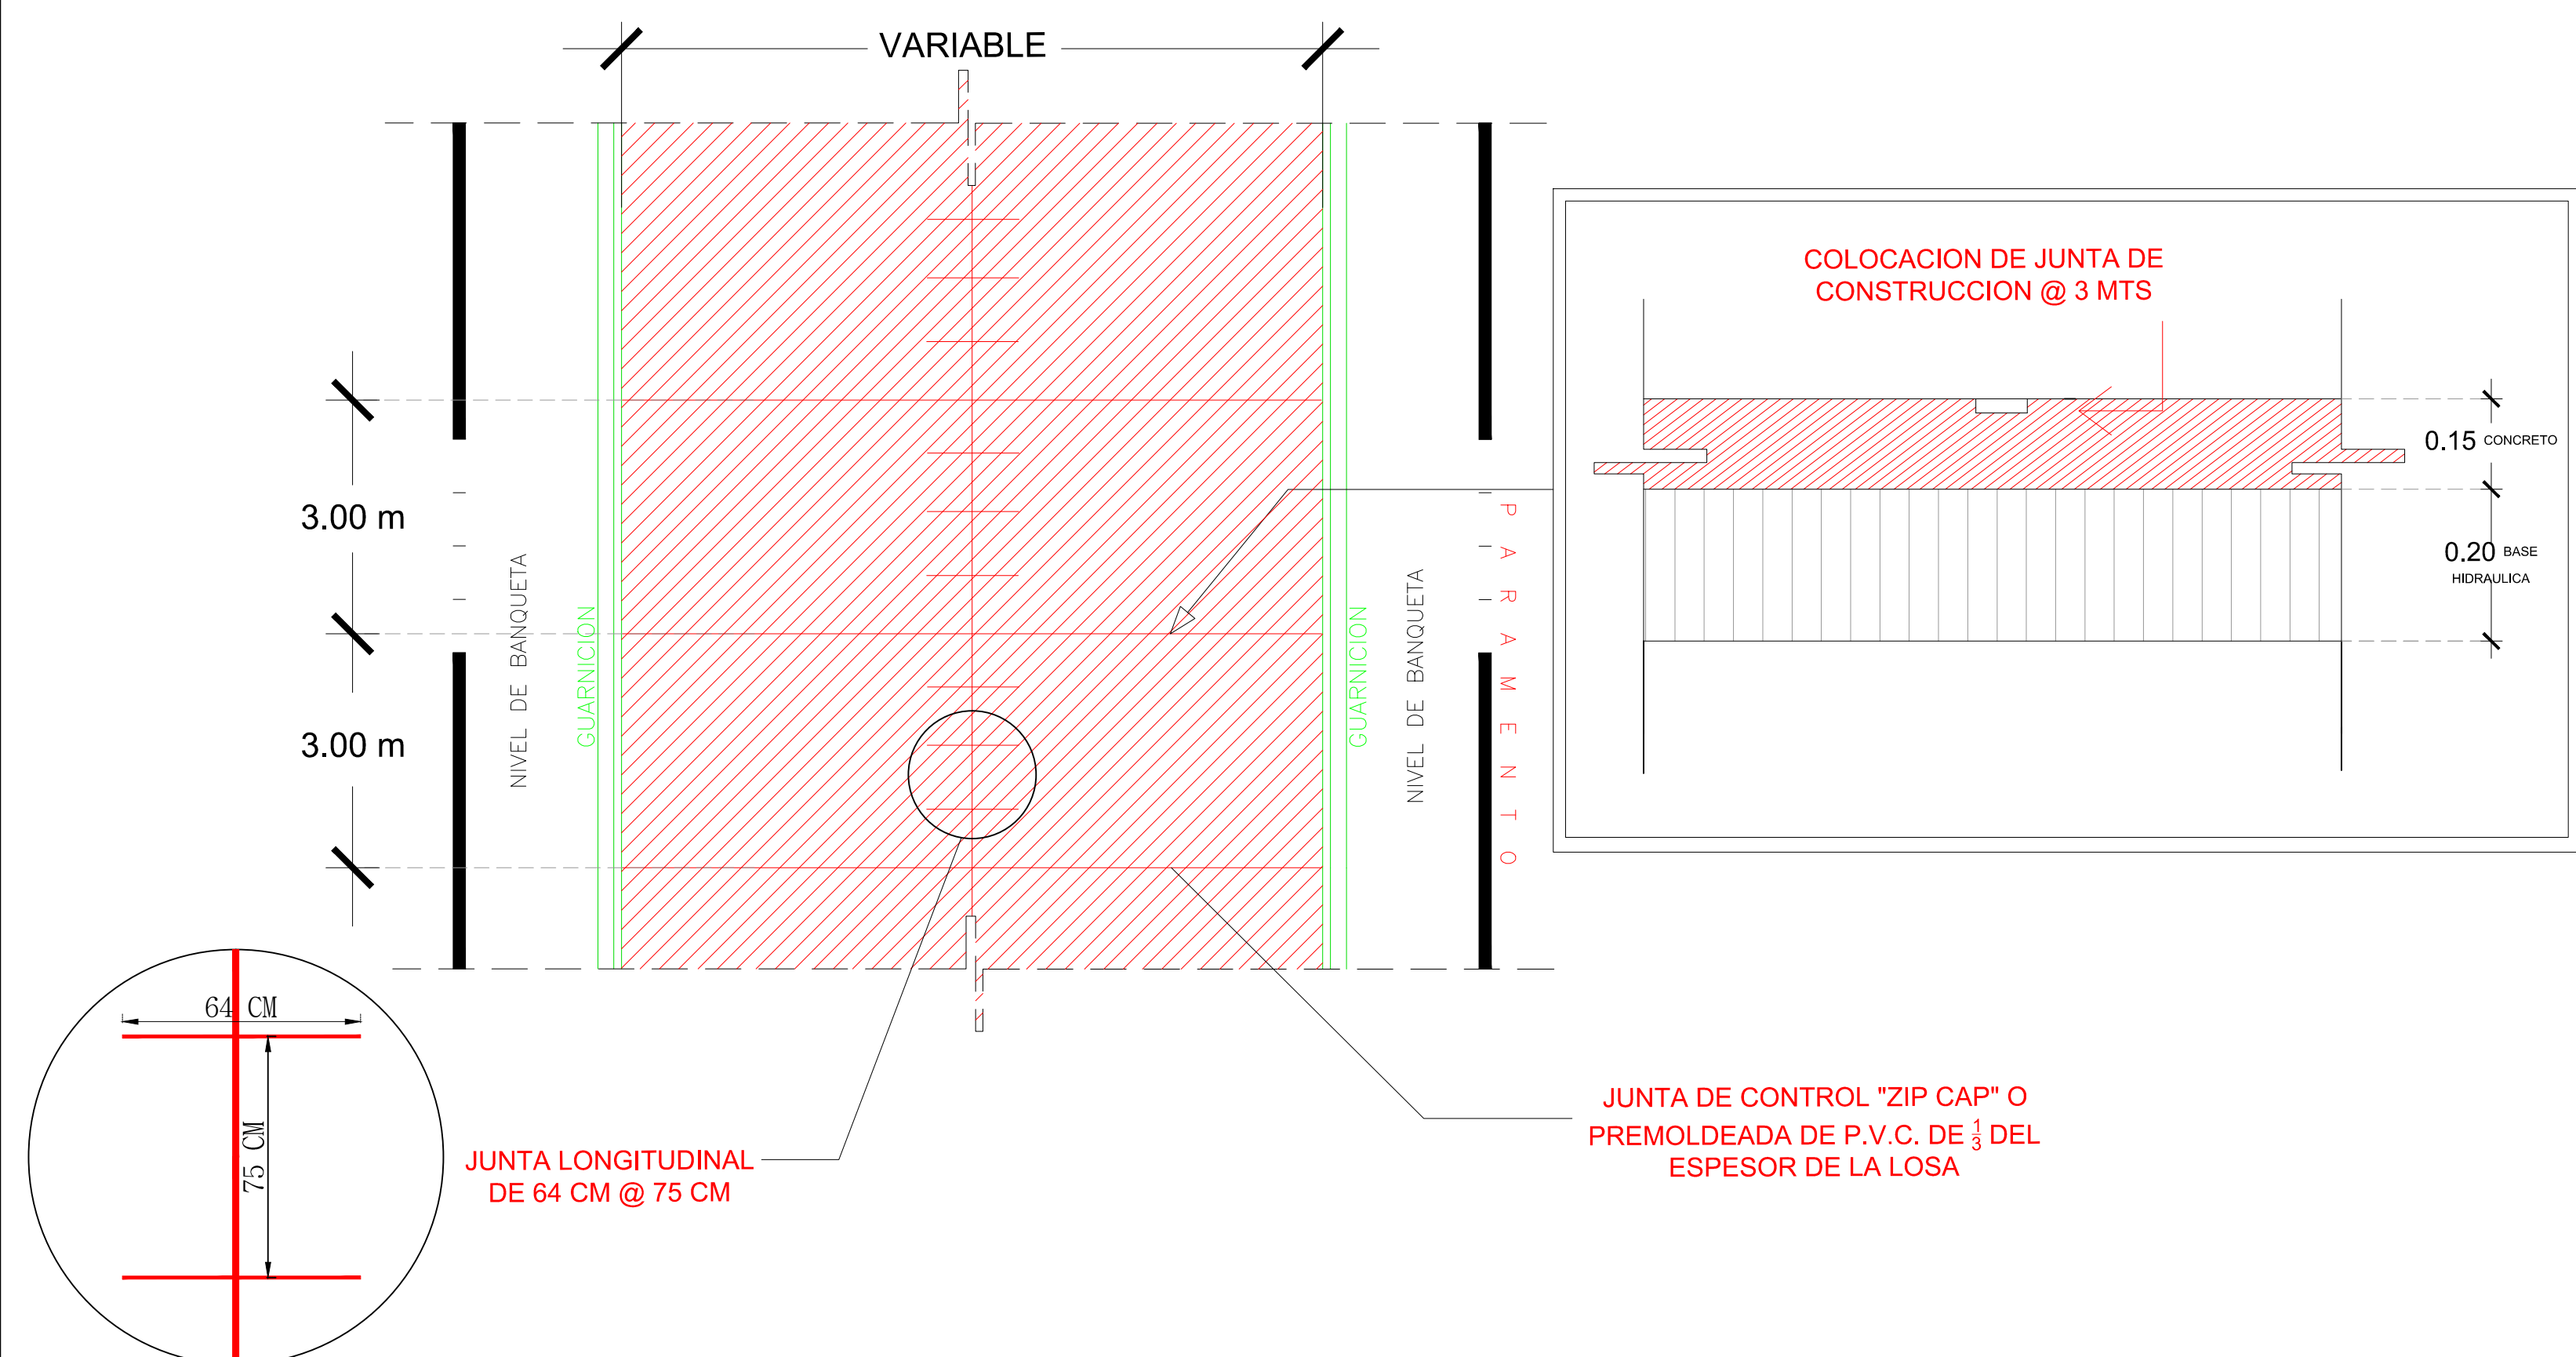 VARIABLE
COLOCACION DE JUNTA DE
CONSTRUCCION @ 3 MTS
0.15 CONCRETO
0.20 BASE
HIDRAULICA
3.00 m
3.00 m
NIVEL DE BANQUETA
GUARNICION
GUARNICION
NIVEL DE BANQUETA
PARAMENTO
64 CM
75 CM
JUNTA LONGITUDINAL
DE 64 CM @ 75 CM
JUNTA DE CONTROL "ZIP CAP" O
PREMOLDEADA DE P.V.C. DE 1/3 DEL
ESPESOR DE LA LOSA